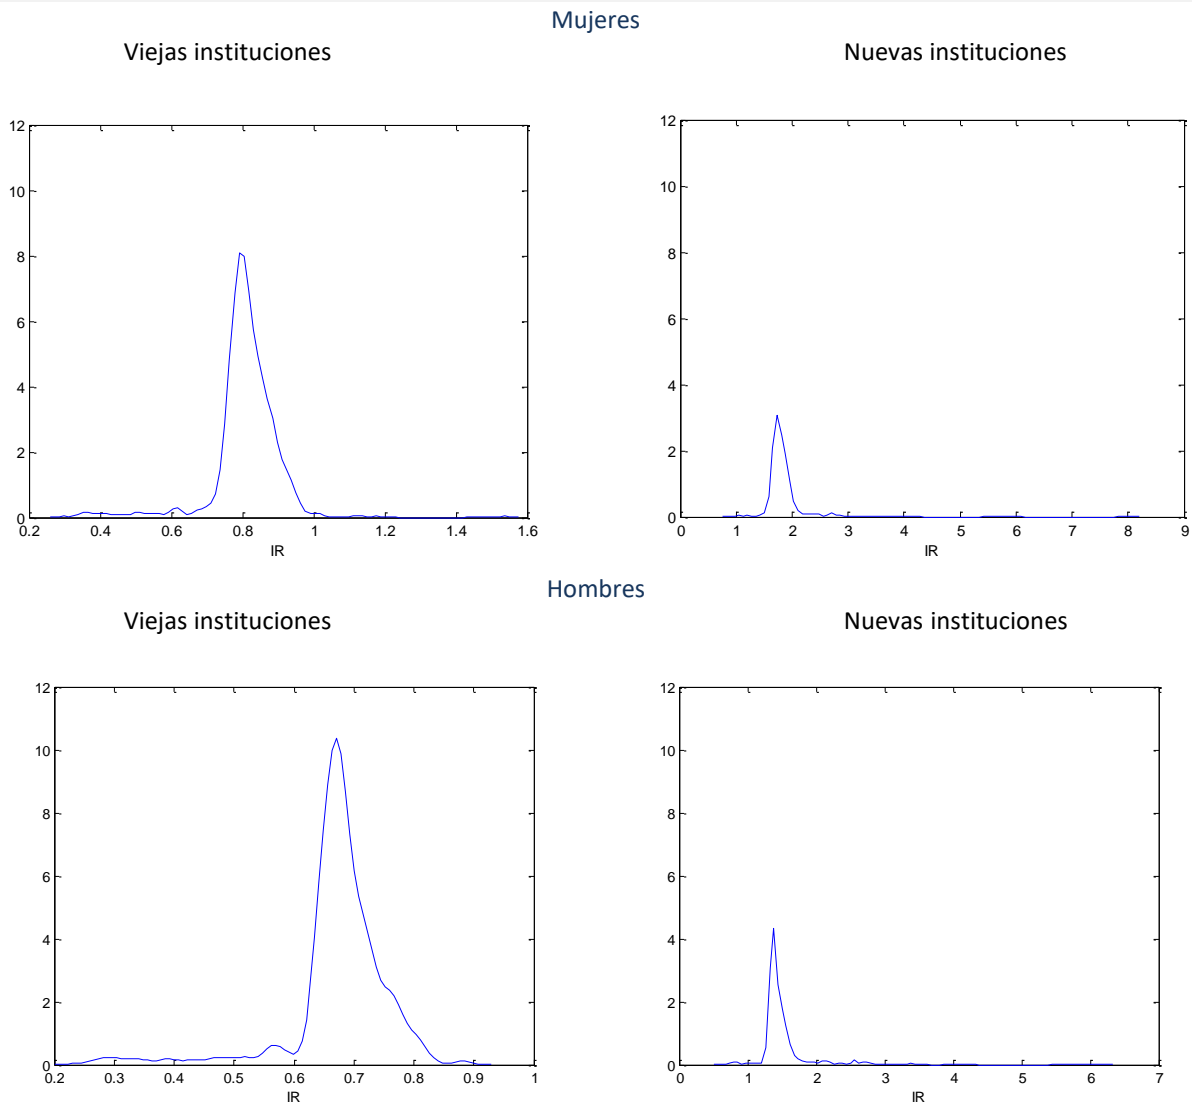 Mujeres
Viejas instituciones
Nuevas instituciones
12
10
8
6
4
2
0
0.2 0.4 0.6 0.8 1 1.2 1.4 1.6
IR
12
10
8
6
4
2
0
0 1 2 3 4 5 6 7 8 9
IR
Hombres
Viejas instituciones
Nuevas instituciones
12
10
8
6
4
2
0
0.2 0.3 0.4 0.5 0.6 0.7 0.8 0.9 1
IR
12
10
8
6
4
2
0
0 1 2 3 4 5 6 7
IR